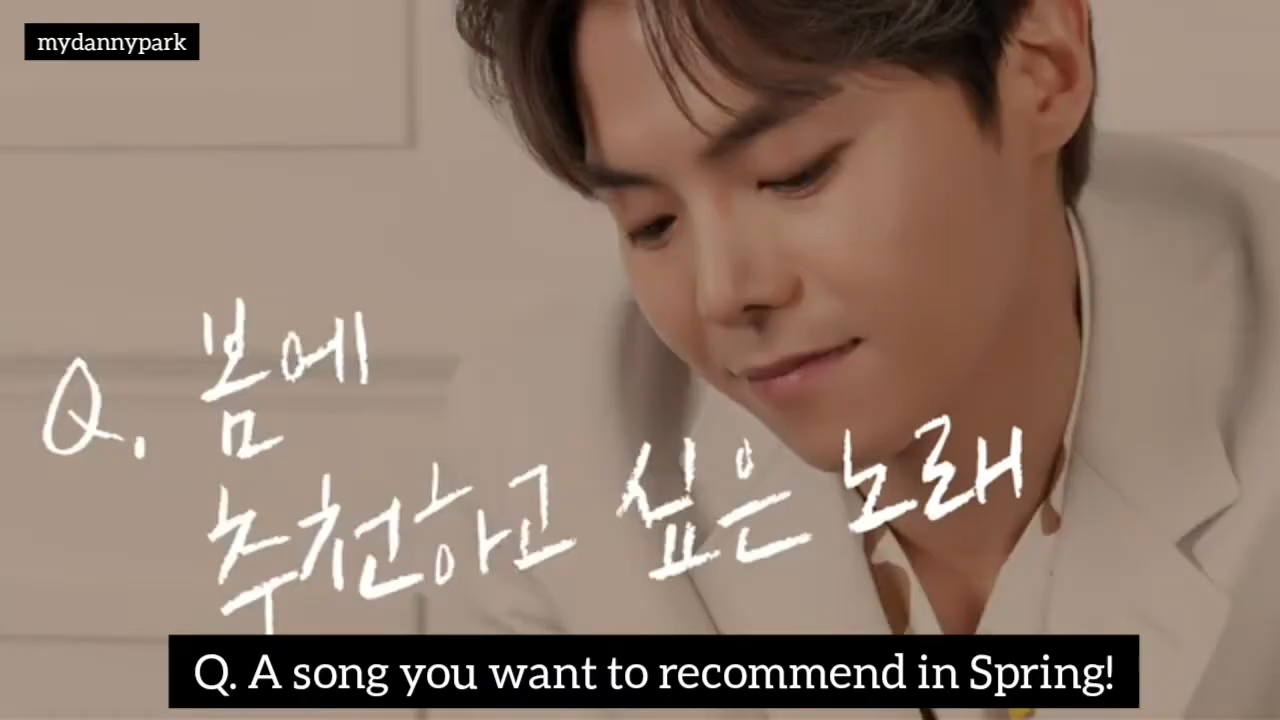 mydannypark
Q. 봄에
추천하고 싶은 노래
Q. A song you want to recommend in Spring!